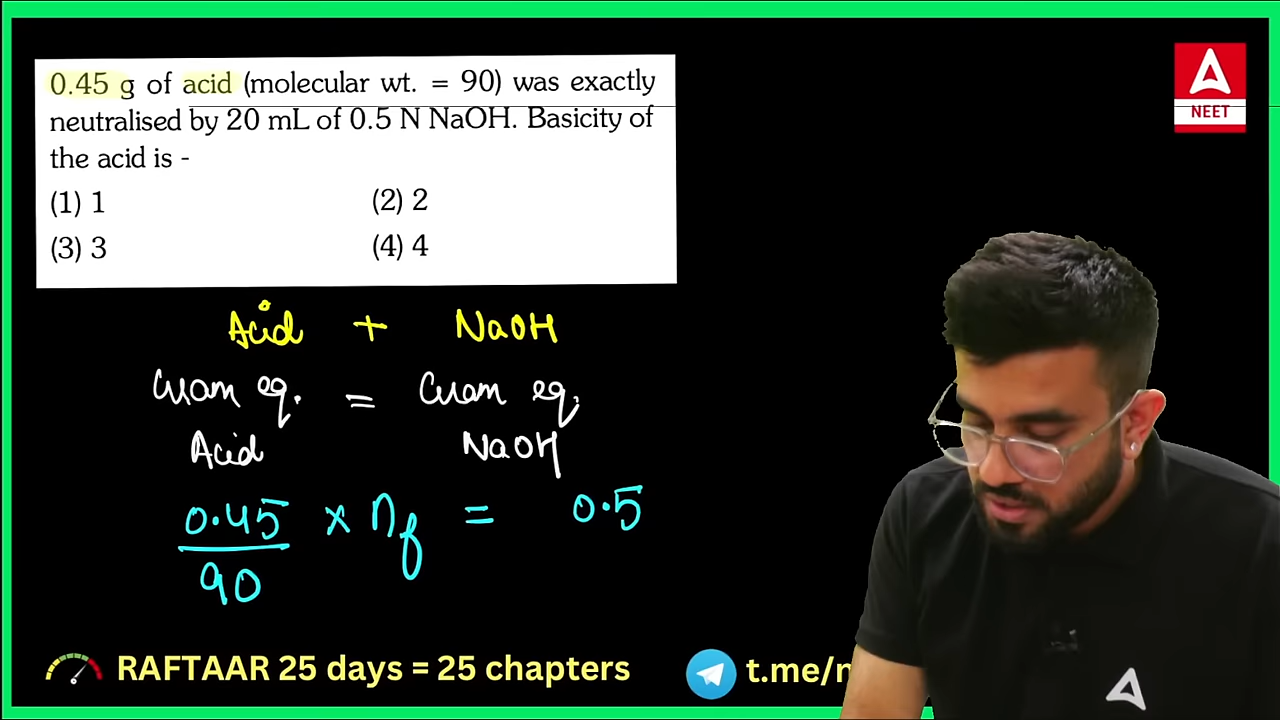 0.45 g of acid (molecular wt. = 90) was exactly
neutralised by 20 mL of 0.5 N NaOH. Basicity of
the acid is -
(1) 1 (2) 2
(3) 3 (4) 4
NEET
Acid + NaOH
Gram eq. = Gram eq.
Acid NaOH
0.45 × nf = 0.5
90
RAFTAAR 25 days = 25 chapters
t.me/